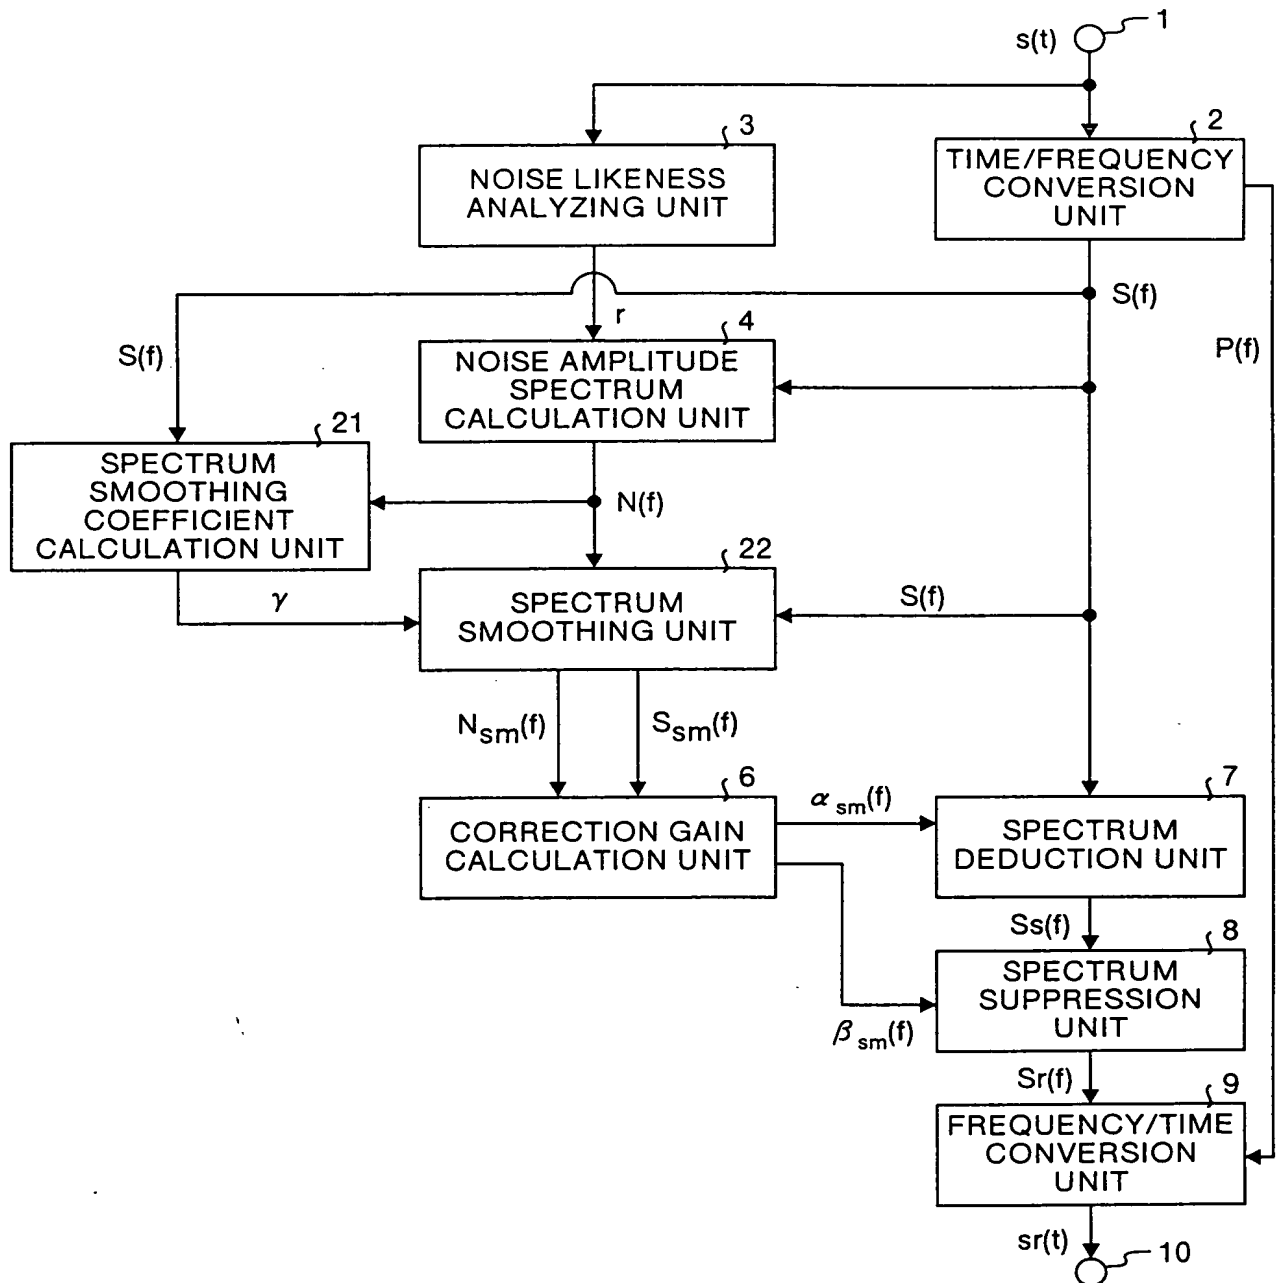 1
s(t)
3
2
NOISE LIKENESS
ANALYZING UNIT
TIME/FREQUENCY
CONVERSION
UNIT
S(f)
r
4
P(f)
S(f)
NOISE AMPLITUDE
SPECTRUM
CALCULATION UNIT
21
SPECTRUM
SMOOTHING
COEFFICIENT
CALCULATION UNIT
N(f)
22
γ
SPECTRUM
SMOOTHING UNIT
S(f)
Nsm(f)
Ssm(f)
6
αsm(f)
7
CORRECTION GAIN
CALCULATION UNIT
SPECTRUM
DEDUCTION UNIT
Ss(f)
8
SPECTRUM
SUPPRESSION
UNIT
βsm(f)
Sr(f)
9
FREQUENCY/TIME
CONVERSION
UNIT
sr(t)
10